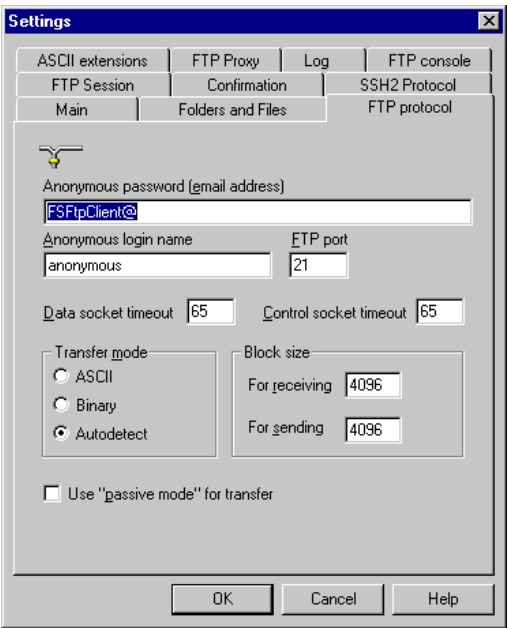 Settings
ASCII extensions FTP Proxy Log FTP console
FTP Session Confirmation SSH2 Protocol
Main Folders and Files FTP protocol
Anonymous password (email address)
FSFtpClient@
Anonymous login name FTP port
anonymous 21
Data socket timeout 65 Control socket timeout 65
Transfer mode Block size
ASCII
For receiving 4096
Binary
For sending 4096
Autodetect
Use "passive mode" for transfer
OK Cancel Help